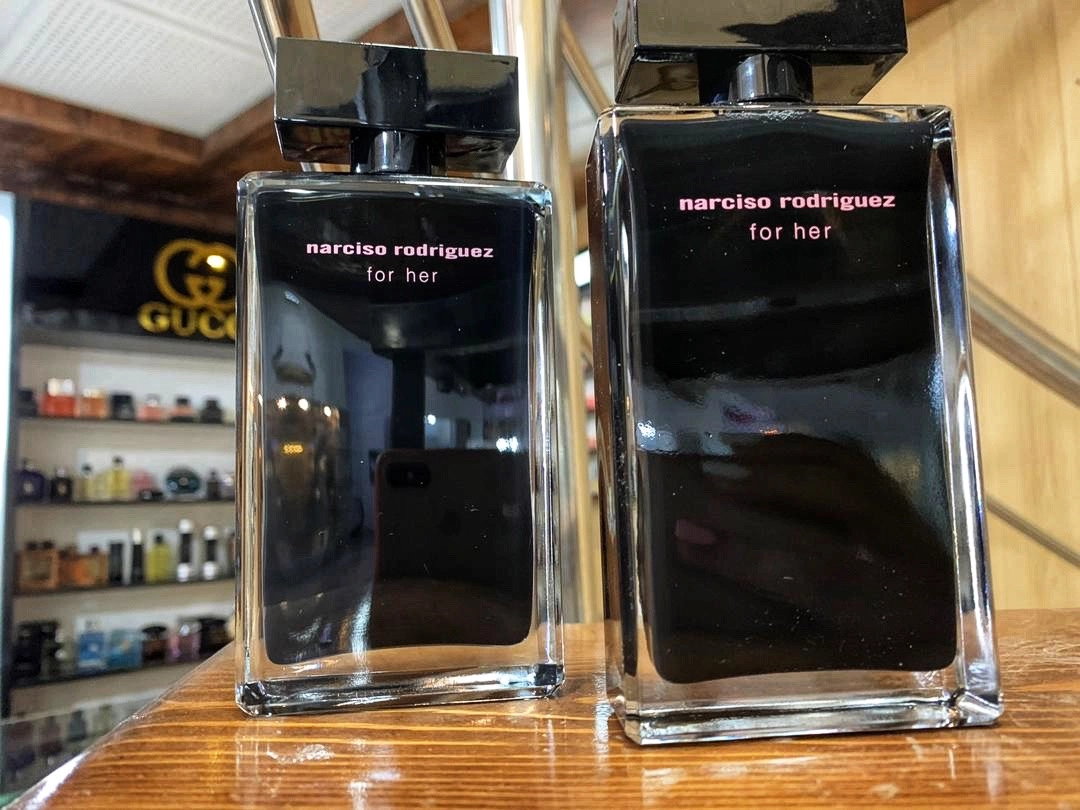 narciso rodriguez
for her
narciso rodriguez
for her
GUCCI